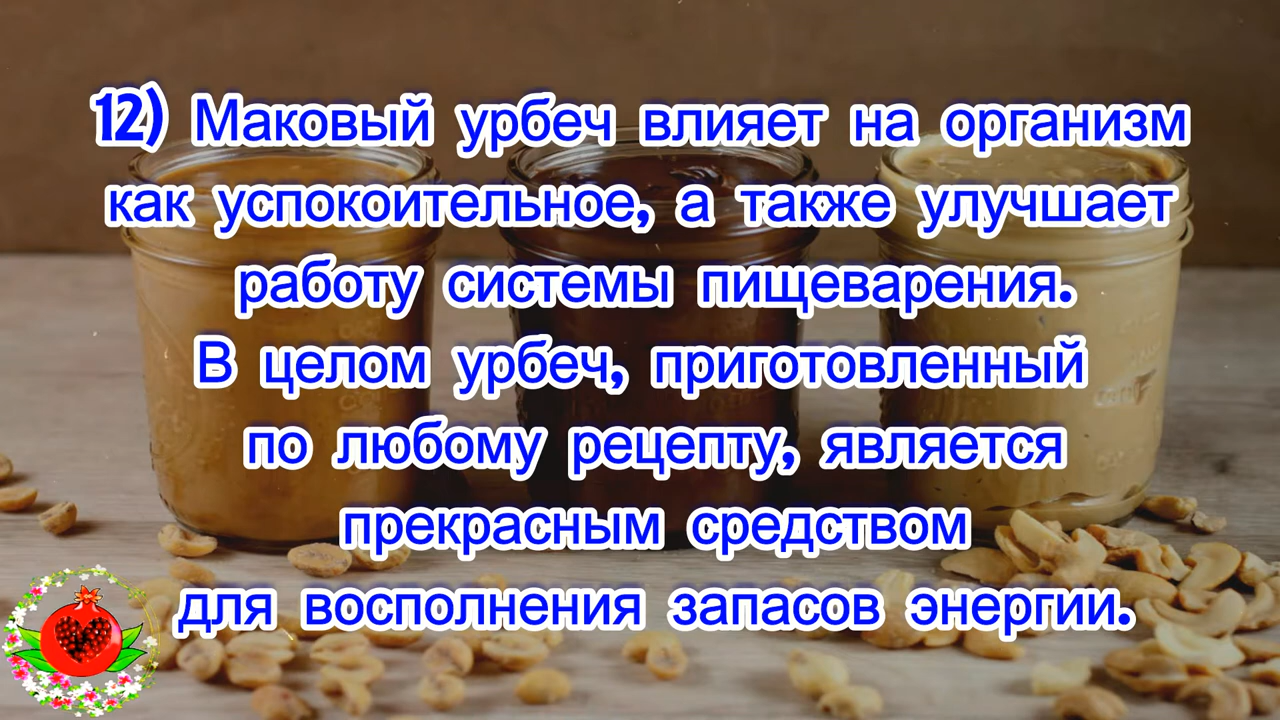 12) Маковый урбеч влияет на организм
как успокоительное, а также улучшает
работу системы пищеварения.
В целом урбеч, приготовленный
по любому рецепту, является
прекрасным средством
для восполнения запасов энергии.